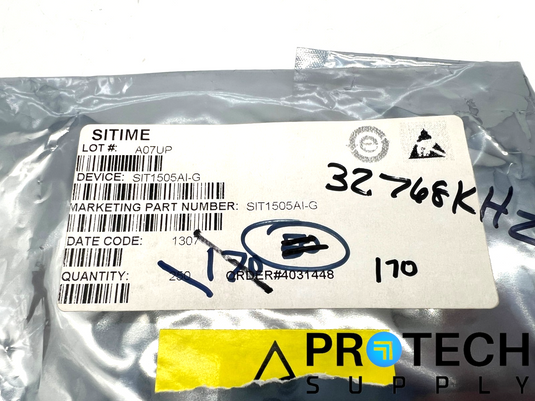 SITIME
LOT #: A07UP
DEVICE: SIT1505AI-G
32768KHZ
MARKETING PART NUMBER: SIT1505AI-G
DATE CODE: 1307
170
QUANTITY: 250 ORDER#4031448
170
PROTECH
SUPPLY